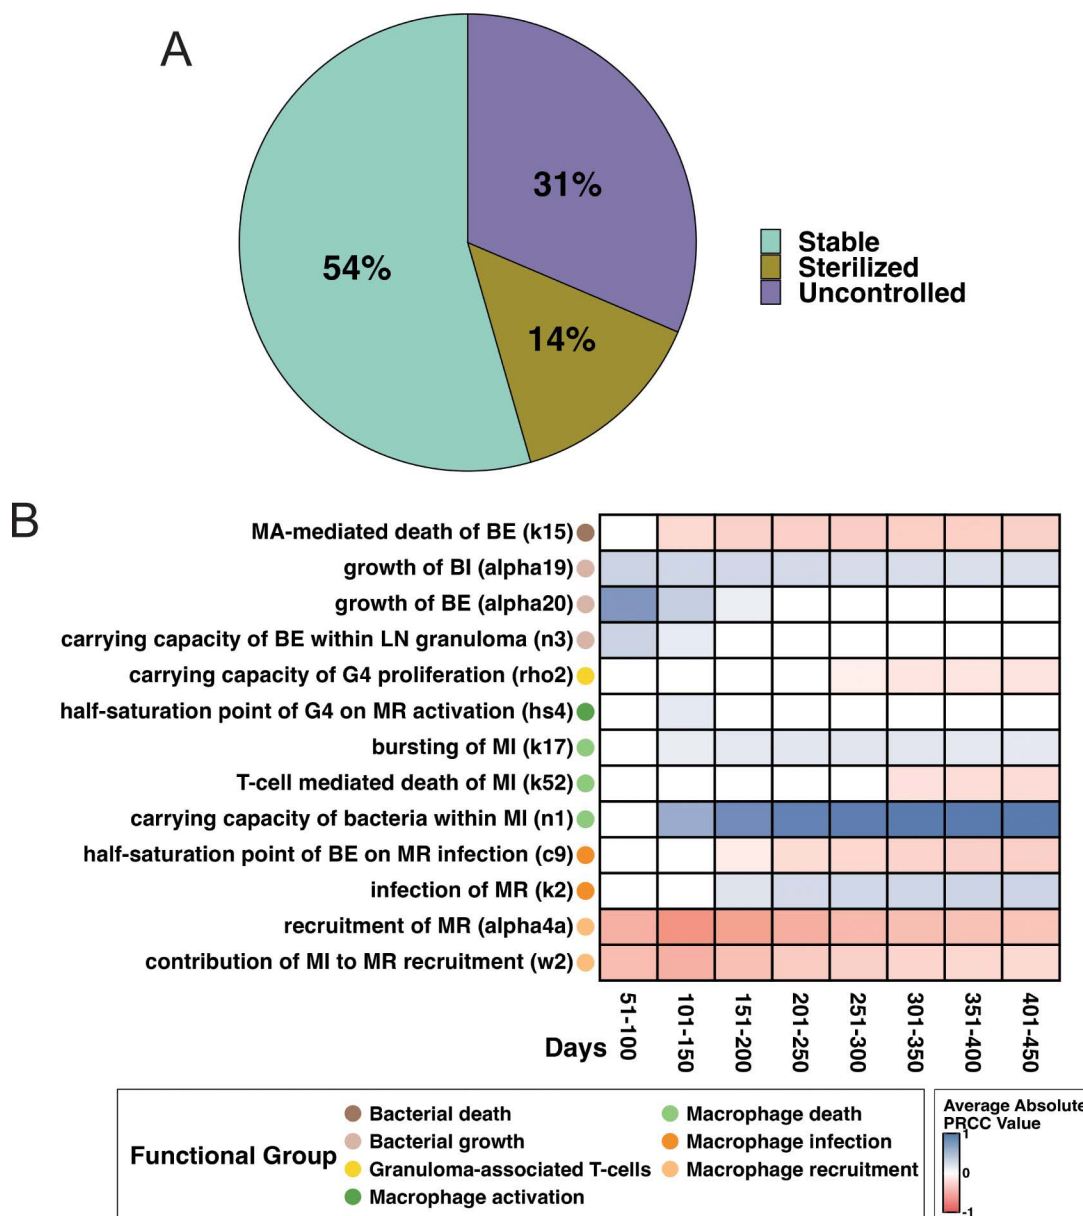 A
31%
54%
14%
Stable
Sterilized
Uncontrolled
B
MA-mediated death of BE (k15)
growth of BI (alpha19)
growth of BE (alpha20)
carrying capacity of BE within LN granuloma (n3)
carrying capacity of G4 proliferation (rho2)
half-saturation point of G4 on MR activation (hs4)
bursting of MI (k17)
T-cell mediated death of MI (k52)
carrying capacity of bacteria within MI (n1)
half-saturation point of BE on MR infection (c9)
infection of MR (k2)
recruitment of MR (alpha4a)
contribution of MI to MR recruitment (w2)
Days
51-100
101-150
151-200
201-250
251-300
301-350
351-400
401-450
Functional Group
Bacterial death
Bacterial growth
Granuloma-associated T-cells
Macrophage activation
Macrophage death
Macrophage infection
Macrophage recruitment
Average Absolute
PRCC Value
1
0
-1